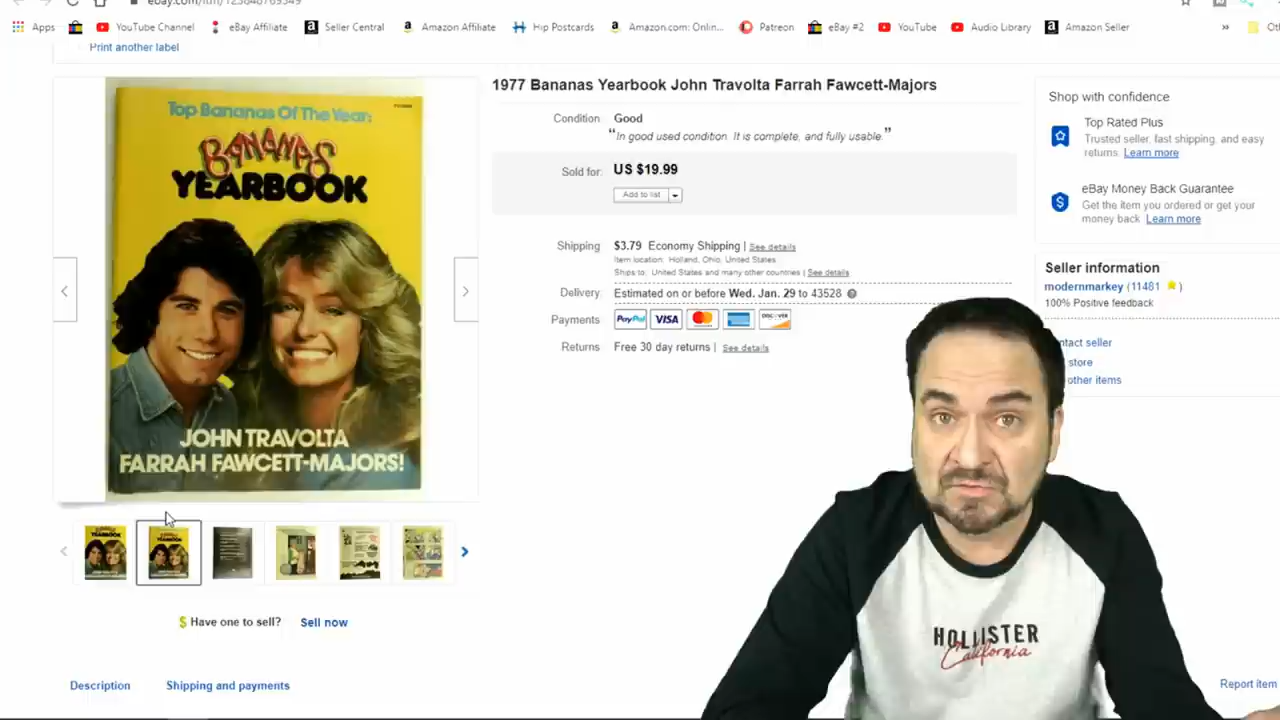 Apps
YouTube Channel
eBay Affiliate
Seller Central
Amazon Affiliate
Hip Postcards
Amazon.com: Onlin...
Patreon
eBay #2
YouTube
Audio Library
Amazon Seller
»
Print another label
Top Bananas Of The Year:
BANANAS
YEARBOOK
JOHN TRAVOLTA
FARRAH FAWCETT-MAJORS!
$ Have one to sell? Sell now
Description Shipping and payments
1977 Bananas Yearbook John Travolta Farrah Fawcett-Majors
Condition: Good
"In good used condition. It is complete, and fully usable."
Sold for: US $19.99
Add to list
Shipping: $3.79 Economy Shipping | See details
Item location: Holland, Ohio, United States
Ships to: United States and many other countries | See details
Delivery: Estimated on or before Wed. Jan. 29 to 43528
Payments: PayPal VISA MasterCard DISCOVER
Returns: Free 30 day returns | See details
Shop with confidence
Top Rated Plus
Trusted seller, fast shipping, and easy
returns. Learn more
eBay Money Back Guarantee
Get the item you ordered or get your
money back. Learn more
Seller information
modernmarkey (11481 )
100% Positive feedback
ntact seller
store
other items
Report item
HOLLISTER
California